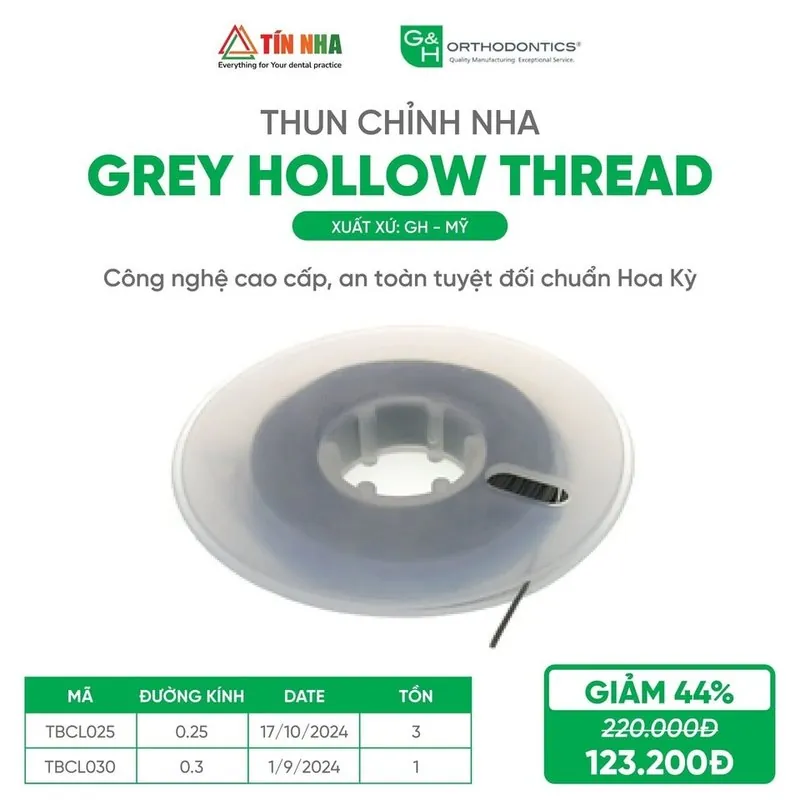 TÍN NHA
Everything for Your dental practice
G&H ORTHODONTICS®
Quality Manufacturing. Exceptional Service.
THUN CHỈNH NHA
GREY HOLLOW THREAD
XUẤT XỨ: GH - MỸ
Công nghệ cao cấp, an toàn tuyệt đối chuẩn Hoa Kỳ
MÃ ĐƯỜNG KÍNH DATE TỒN
TBCL025 0.25 17/10/2024 3
TBCL030 0.3 1/9/2024 1
GIẢM 44%
220.000Đ
123.200Đ